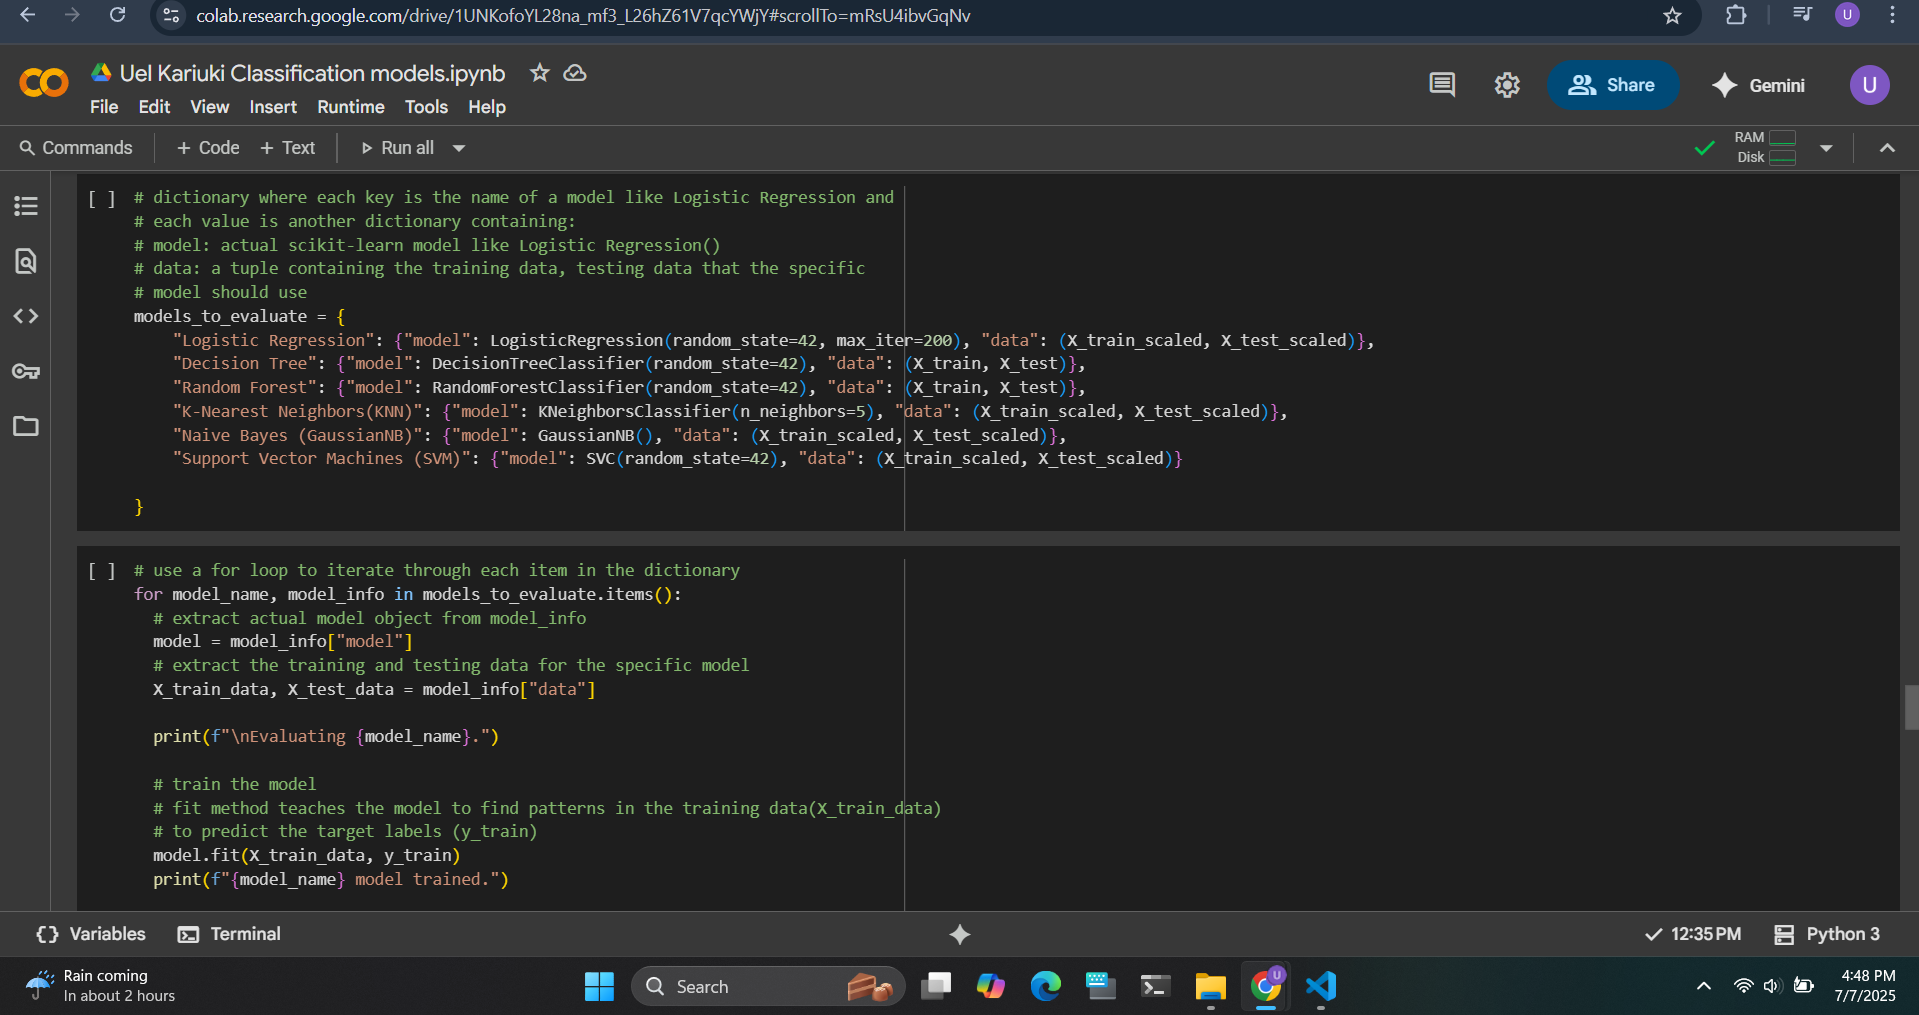 colab.research.google.com/drive/1UNKofoYL28na_mf3_L26hZ61V7qcYWjY#scrollTo=mRsU4ibvGqNv
U
Uel Kariuki Classification models.ipynb
File Edit View Insert Runtime Tools Help
Share
Gemini
U
Commands
+ Code
+ Text
Run all
RAM
Disk
[ ]
# dictionary where each key is the name of a model like Logistic Regression and
# each value is another dictionary containing:
# model: actual scikit-learn model like Logistic Regression()
# data: a tuple containing the training data, testing data that the specific
# model should use
models_to_evaluate = {
    "Logistic Regression": {"model": LogisticRegression(random_state=42, max_iter=200), "data": (X_train_scaled, X_test_scaled)},
    "Decision Tree": {"model": DecisionTreeClassifier(random_state=42), "data": (X_train, X_test)},
    "Random Forest": {"model": RandomForestClassifier(random_state=42), "data": (X_train, X_test)},
    "K-Nearest Neighbors(KNN)": {"model": KNeighborsClassifier(n_neighbors=5), "data": (X_train_scaled, X_test_scaled)},
    "Naive Bayes (GaussianNB)": {"model": GaussianNB(), "data": (X_train_scaled, X_test_scaled)},
    "Support Vector Machines (SVM)": {"model": SVC(random_state=42), "data": (X_train_scaled, X_test_scaled)}
}
[ ]
# use a for loop to iterate through each item in the dictionary
for model_name, model_info in models_to_evaluate.items():
  # extract actual model object from model_info
  model = model_info["model"]
  # extract the training and testing data for the specific model
  X_train_data, X_test_data = model_info["data"]
  print(f"\nEvaluating {model_name}.")
  # train the model
  # fit method teaches the model to find patterns in the training data(X_train_data)
  # to predict the target labels (y_train)
  model.fit(X_train_data, y_train)
  print(f"{model_name} model trained.")
{} Variables
Terminal
12:35 PM
Python 3
Rain coming
In about 2 hours
Search
U
4:48 PM
7/7/2025